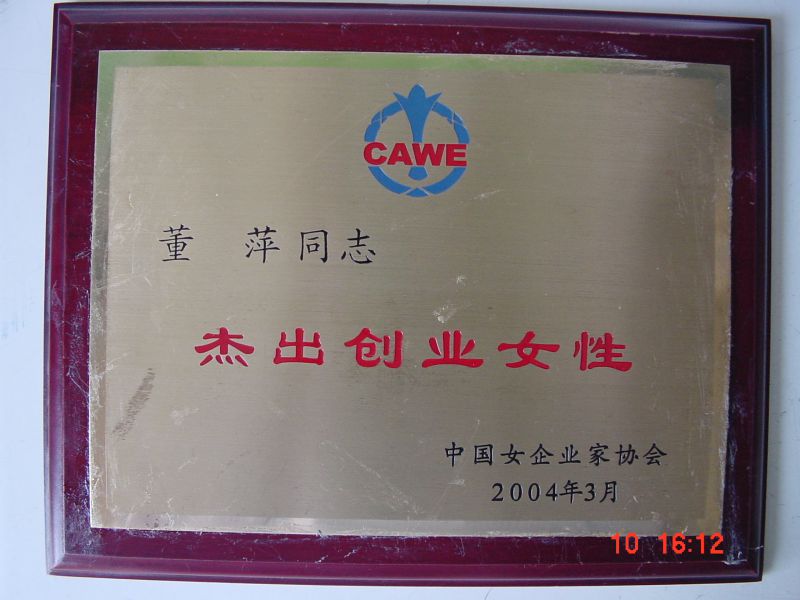 CAWE
董 萍同志
杰出创业女性
中国女企业家协会
2004年3月
10 16:12